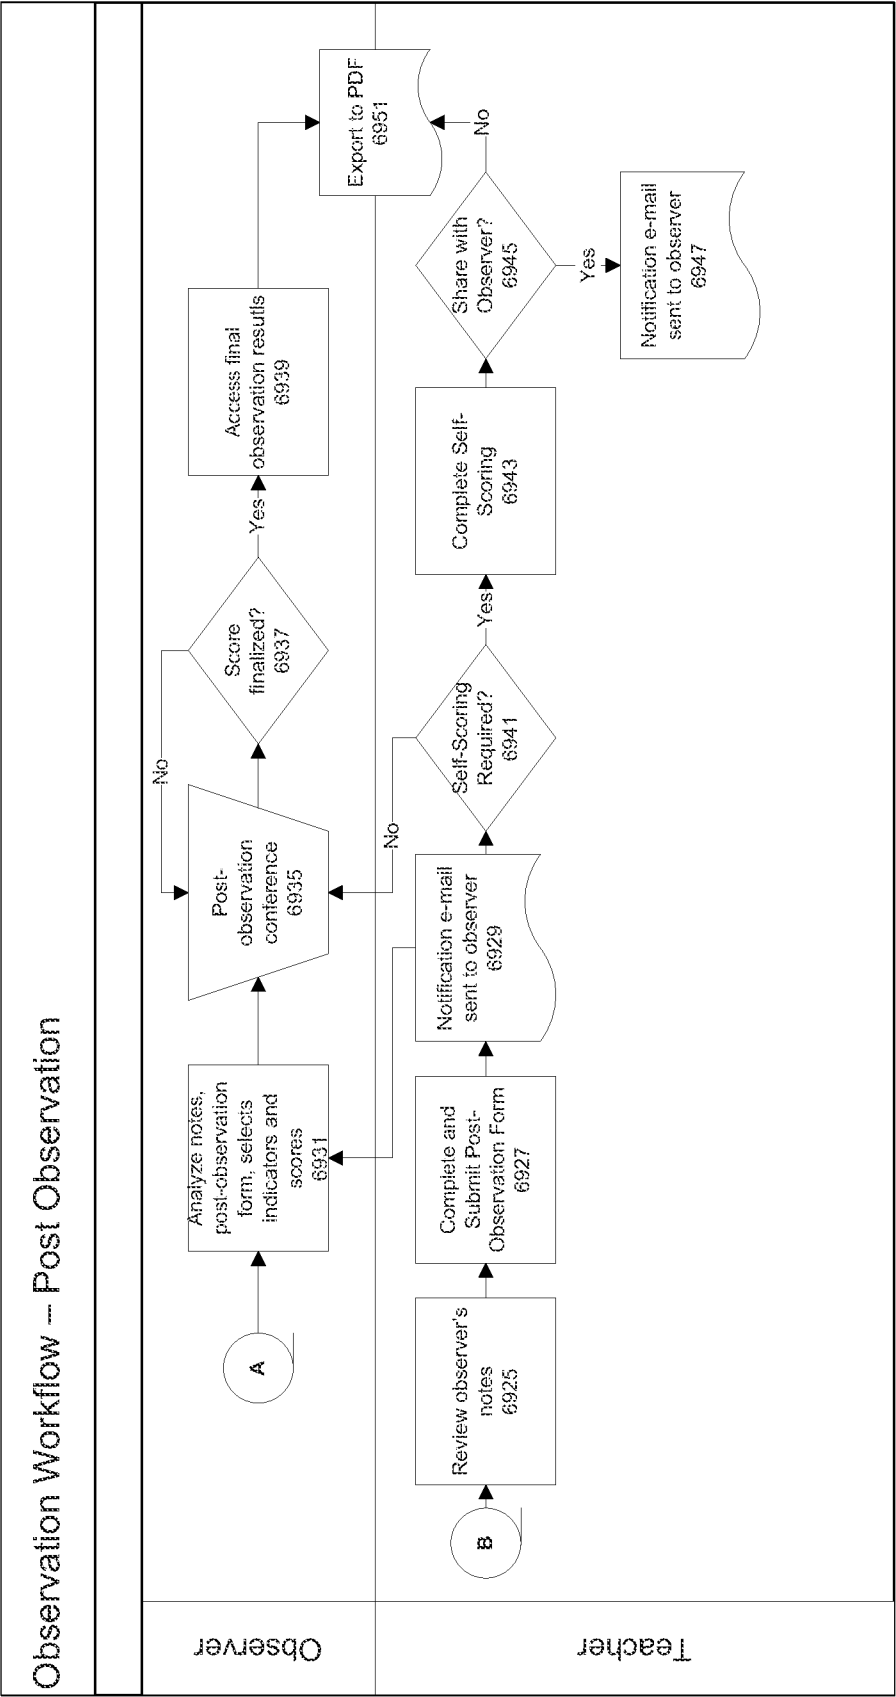 Observation Workflow – Post Observation
Observer
A
Analyze notes,
post-observation
form, selects
indicators and
scores
6931
Post-
observation
conference
6935
No
Score
finalized?
6937
Yes
Access final
observation resutls
6939
Export to PDF
6951
Teacher
B
Review observer's
notes
6925
Complete and
Submit Post-
Observation Form
6927
Notification e-mail
sent to observer
6929
No
Self-Scoring
Required?
6941
Yes
Complete Self-
Scoring
6943
Share with
Observer?
6945
No
Yes
Notification e-mail
sent to observer
6947